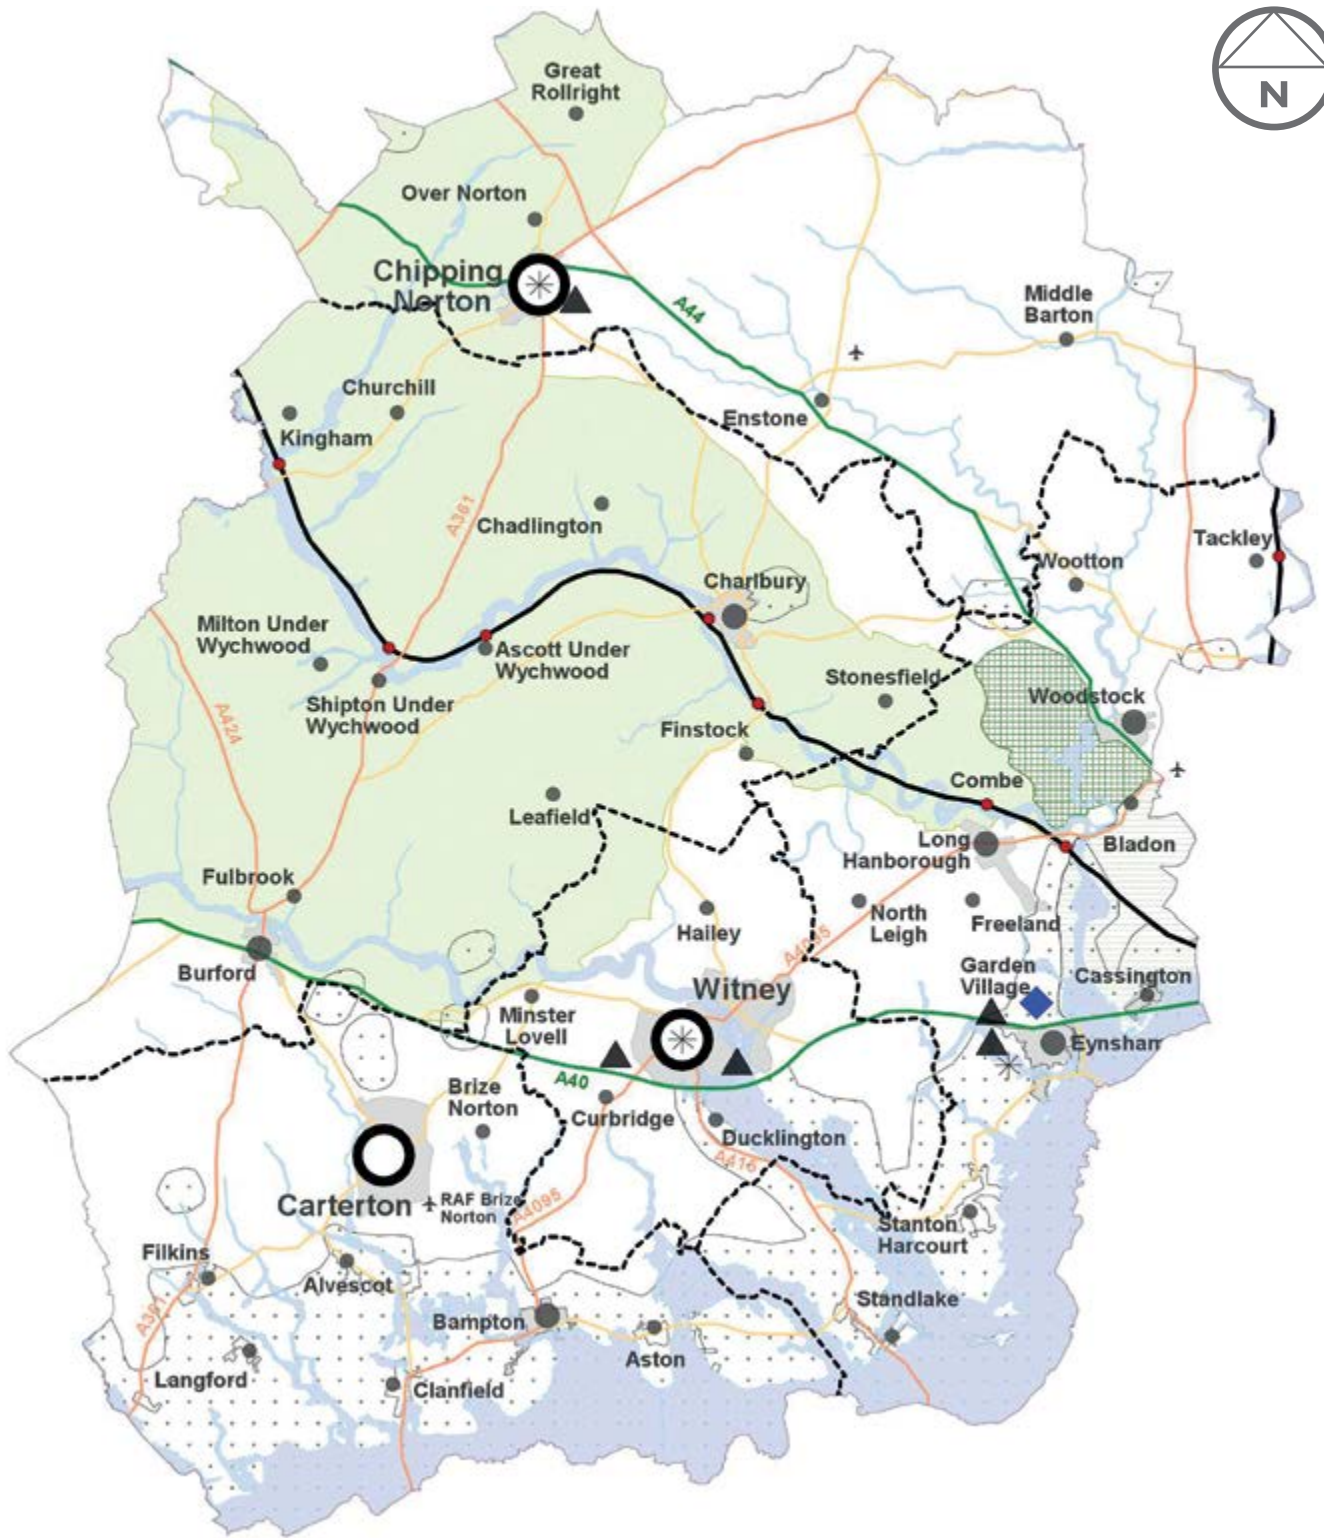 N
Great
Rollright
Over Norton
Chipping
Norton
A44
Middle
Barton
Churchill
Kingham
Enstone
A361
Chadlington
Tackley
Wootton
Charlbury
Milton Under
Wychwood
Ascott Under
Wychwood
Shipton Under
Wychwood
Stonesfield
Woodstock
A424
Finstock
Combe
Leafield
Long
Hanborough
Bladon
Fulbrook
North
Leigh
Freeland
Hailey
A4095
Burford
Garden
Village
Cassington
Witney
Minster
Lovell
Eynsham
A40
Brize
Norton
Curbridge
Ducklington
A415
Carterton
RAF Brize
Norton
A4095
Stanton
Harcourt
Filkins
Alvescot
A361
Bampton
Standlake
Aston
Langford
Clanfield